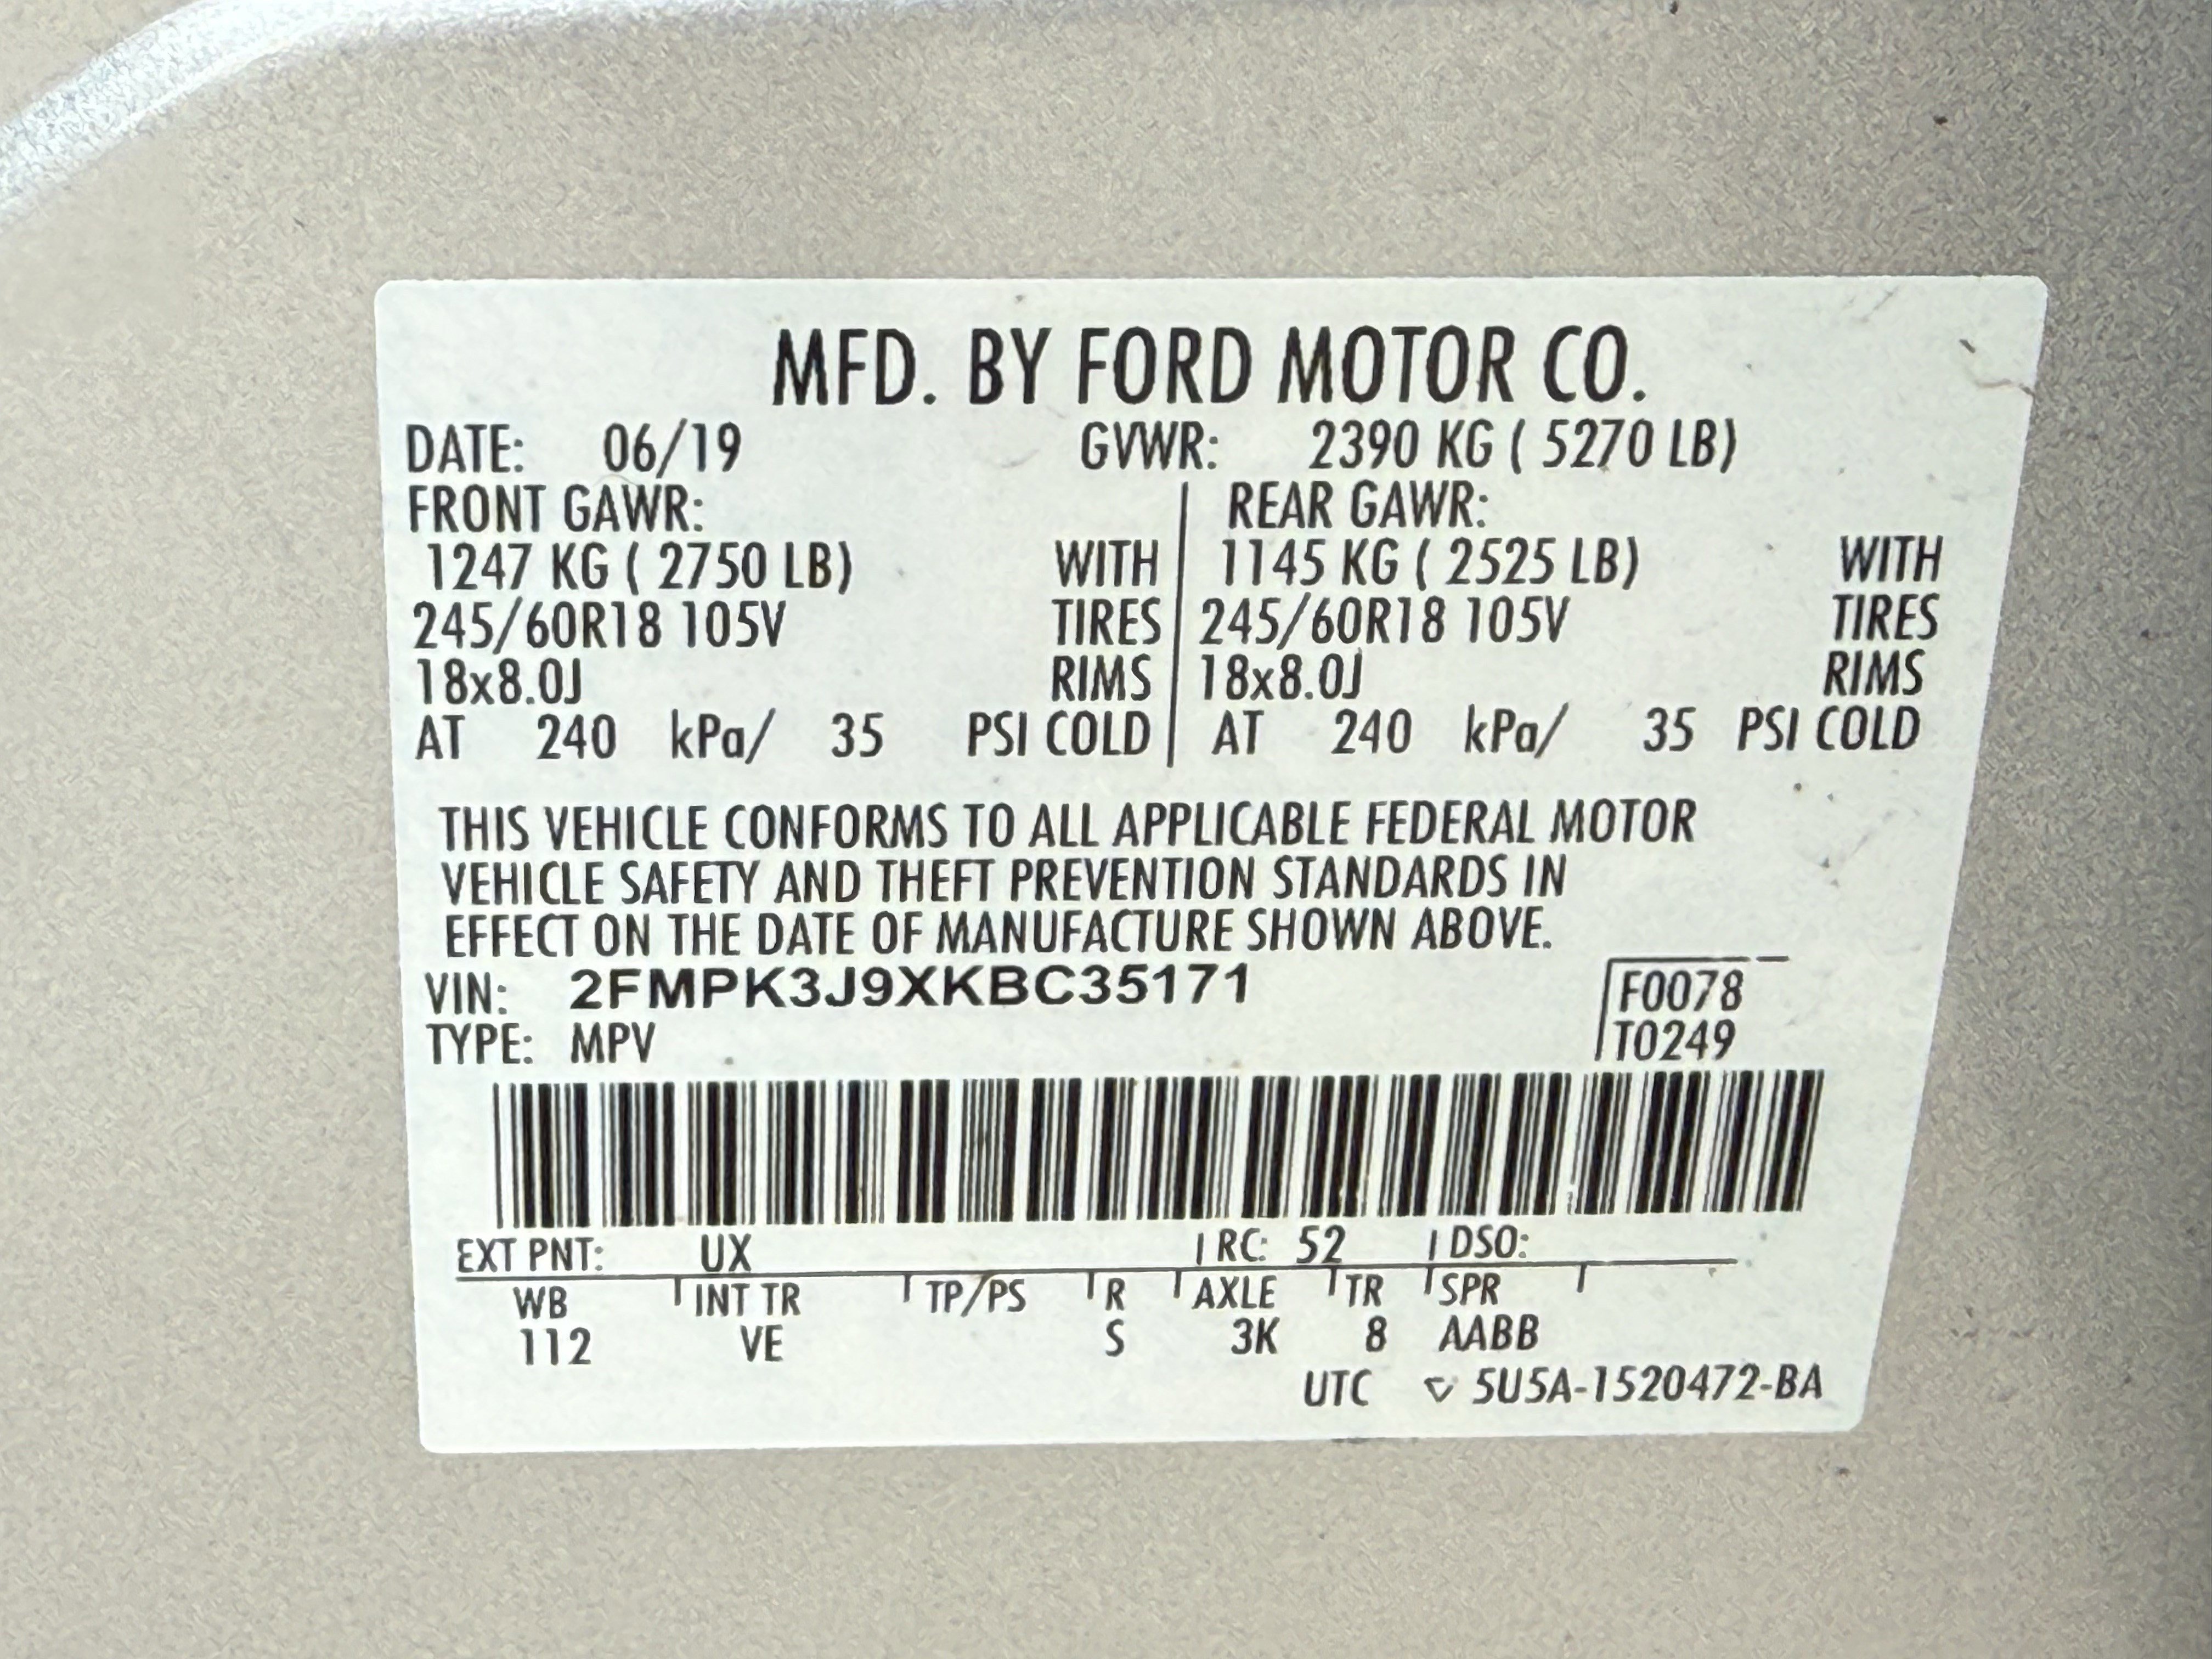 MFD. BY FORD MOTOR CO.
DATE: 06/19 GVWR: 2390 KG ( 5270 LB)
FRONT GAWR: REAR GAWR:
1247 KG ( 2750 LB) WITH 1145 KG ( 2525 LB) WITH
245/60R18 105V TIRES 245/60R18 105V TIRES
18x8.0J RIMS 18x8.0J RIMS
AT 240 kPa/ 35 PSI COLD AT 240 kPa/ 35 PSI COLD
THIS VEHICLE CONFORMS TO ALL APPLICABLE FEDERAL MOTOR
VEHICLE SAFETY AND THEFT PREVENTION STANDARDS IN
EFFECT ON THE DATE OF MANUFACTURE SHOWN ABOVE.
VIN: 2FMPK3J9XKBC35171 F0078
TYPE: MPV T0249
EXT PNT: UX RC: 52 DSO:
WB INT TR TP/PS R AXLE TR SPR
112 VE S 3K 8 AABB
UTC 5U5A-1520472-BA